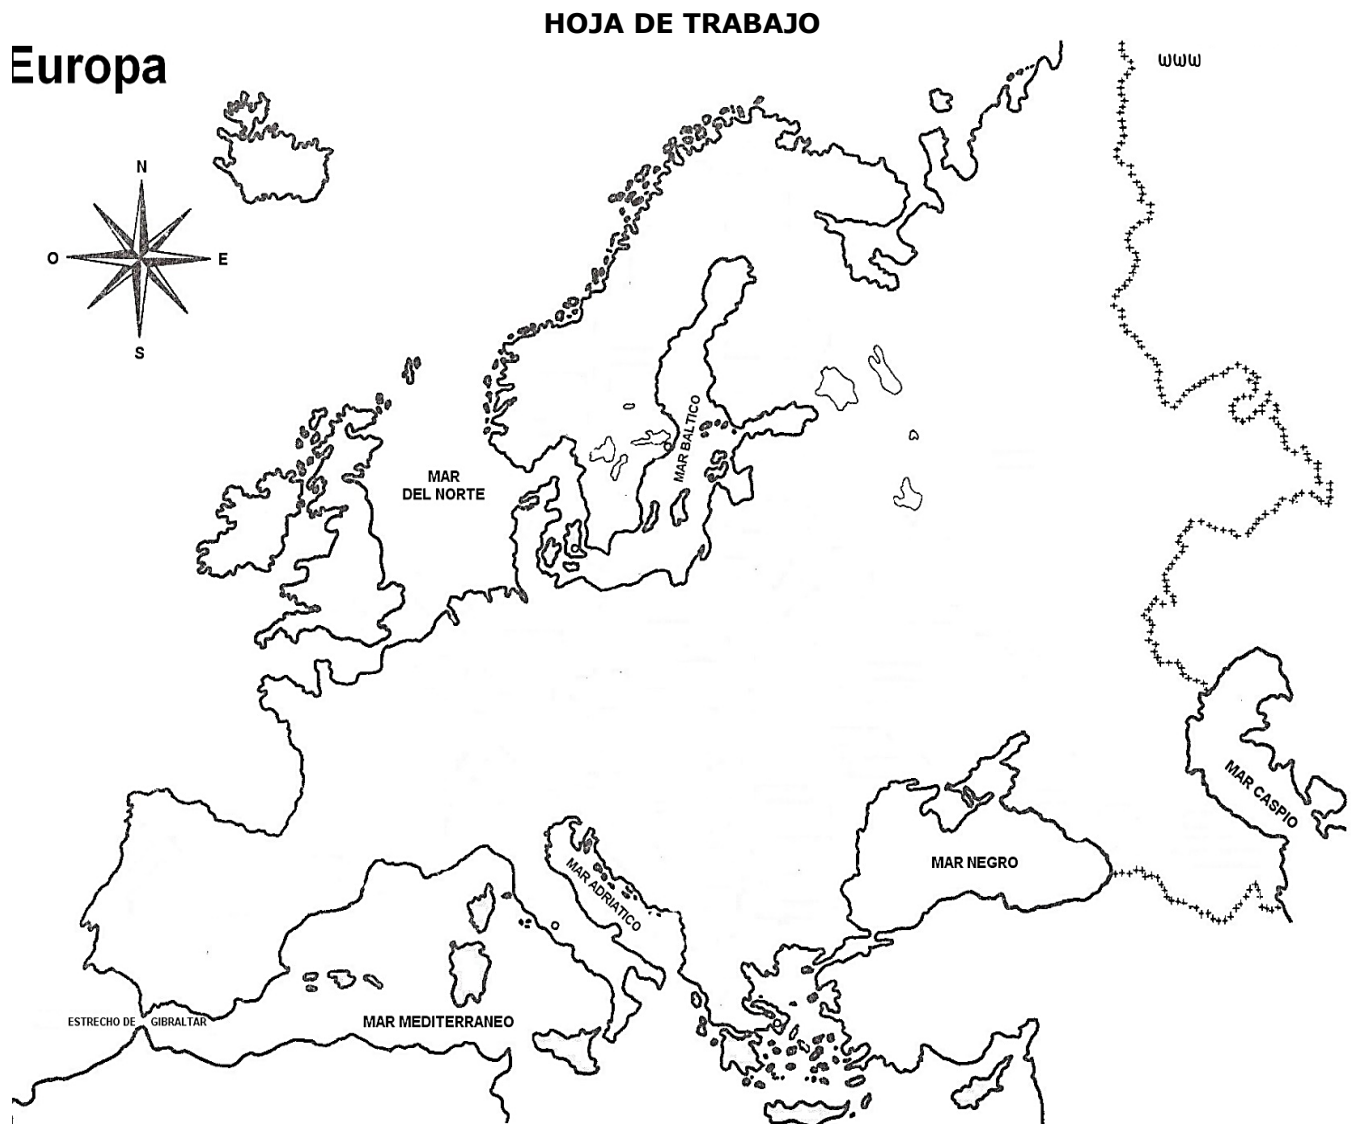 HOJA DE TRABAJO
Europa
www
N
O
E
S
MAR
DEL NORTE
MAR BALTICO
MAR CASPIO
MAR NEGRO
MAR ADRIATICO
ESTRECHO DE GIBRALTAR
MAR MEDITERRANEO